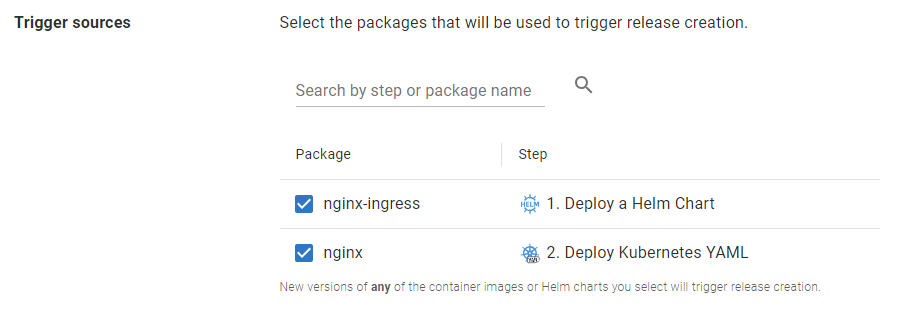 Trigger sources
Select the packages that will be used to trigger release creation.
Search by step or package name
Package Step
nginx-ingress HELM 1. Deploy a Helm Chart
nginx 2. Deploy Kubernetes YAML
New versions of any of the container images or Helm charts you select will trigger release creation.